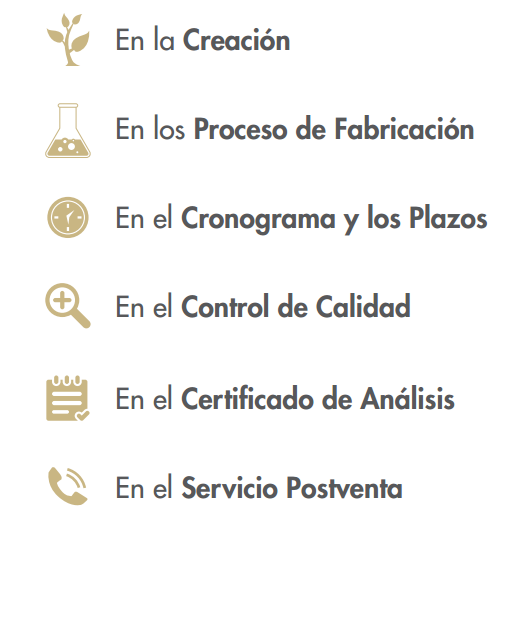 En la Creación
En los Proceso de Fabricación
En el Cronograma y los Plazos
En el Control de Calidad
En el Certificado de Análisis
En el Servicio Postventa